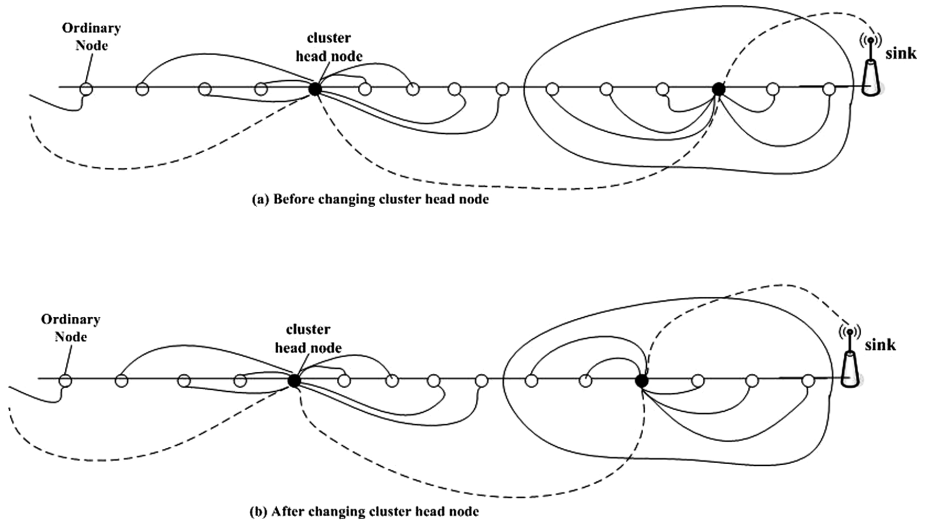 Ordinary
Node
cluster
head node
sink
(a) Before changing cluster head node
Ordinary
Node
cluster
head node
sink
(b) After changing cluster head node